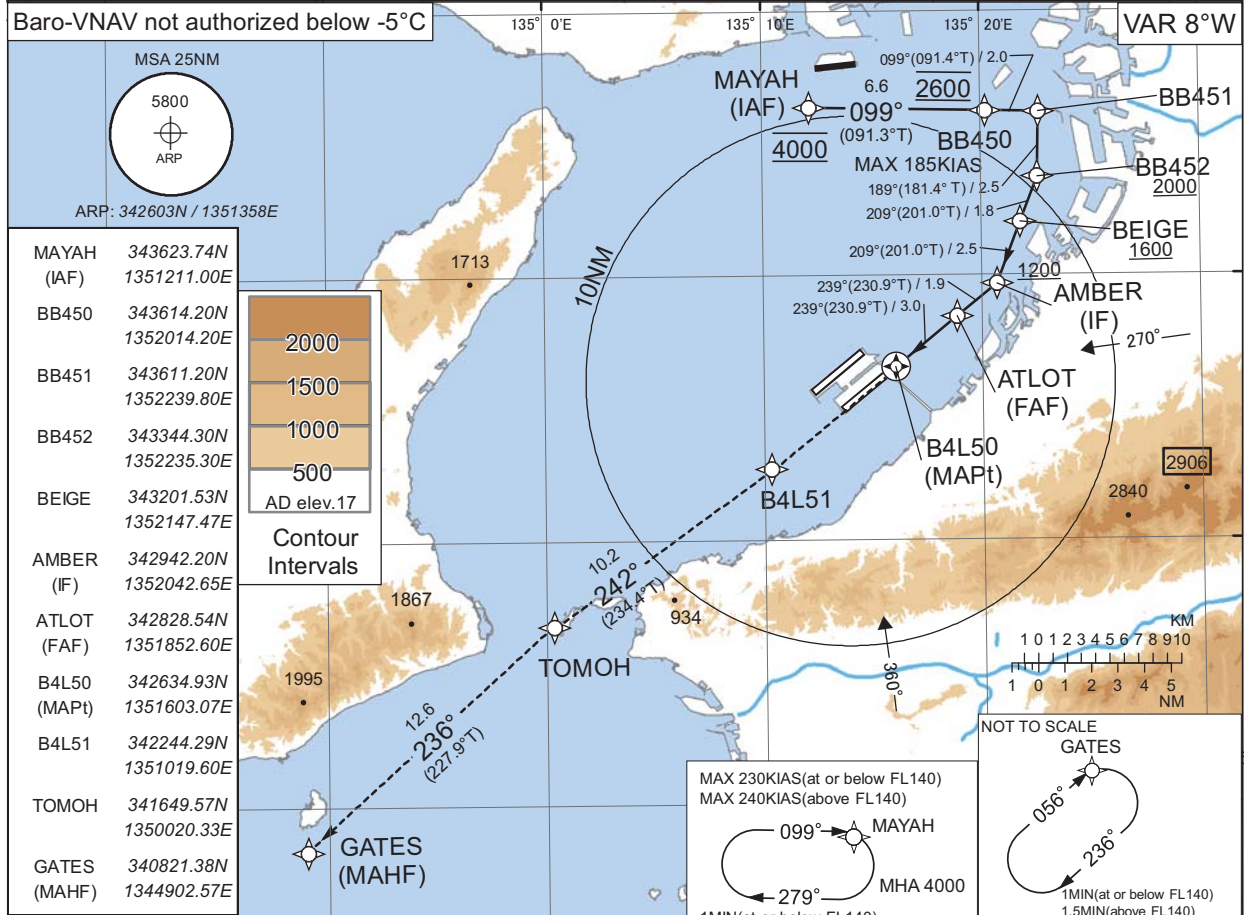 Baro-VNAV not authorized below -5°C
135° 0'E
135° 10'E
135° 20'E
VAR 8°W
MSA 25NM
5800
ARP
ARP: 342603N / 1351358E
MAYAH
(IAF)
4000
6.6
099°
(091.3°T)
2600
099°(091.4°T) / 2.0
BB450
BB451
MAX 185KIAS
189°(181.4°T) / 2.5
BB452
2000
209°(201.0°T) / 1.8
BEIGE
1600
209°(201.0°T) / 2.5
1200
AMBER
(IF)
239°(230.9°T) / 1.9
239°(230.9°T) / 3.0
270°
ATLOT
(FAF)
B4L50
(MAPt)
10NM
1713
2906
2840
B4L51
10.2
242°
(234.4°T)
934
360°
TOMOH
1867
1995
12.6
236°
(227.9°T)
GATES
(MAHF)
MAYAH 343623.74N
(IAF) 1351211.00E
BB450 343614.20N
1352014.20E
BB451 343611.20N
1352239.80E
BB452 343344.30N
1352235.30E
BEIGE 343201.53N
1352147.47E
AMBER 342942.20N
(IF) 1352042.65E
ATLOT 342828.54N
(FAF) 1351852.60E
B4L50 342634.93N
(MAPt) 1351603.07E
B4L51 342244.29N
1351019.60E
TOMOH 341649.57N
1350020.33E
GATES 340821.38N
(MAHF) 1344902.57E
2000
1500
1000
500
AD elev.17
Contour
Intervals
KM
1 0 1 2 3 4 5 6 7 8 9 10
1 0 1 2 3 4 5
NM
MAX 230KIAS(at or below FL140)
MAX 240KIAS(above FL140)
099°
MAYAH
279°
MHA 4000
1MIN(at or below FL140)
NOT TO SCALE
GATES
056°
236°
1MIN(at or below FL140)
1.5MIN(above FL140)